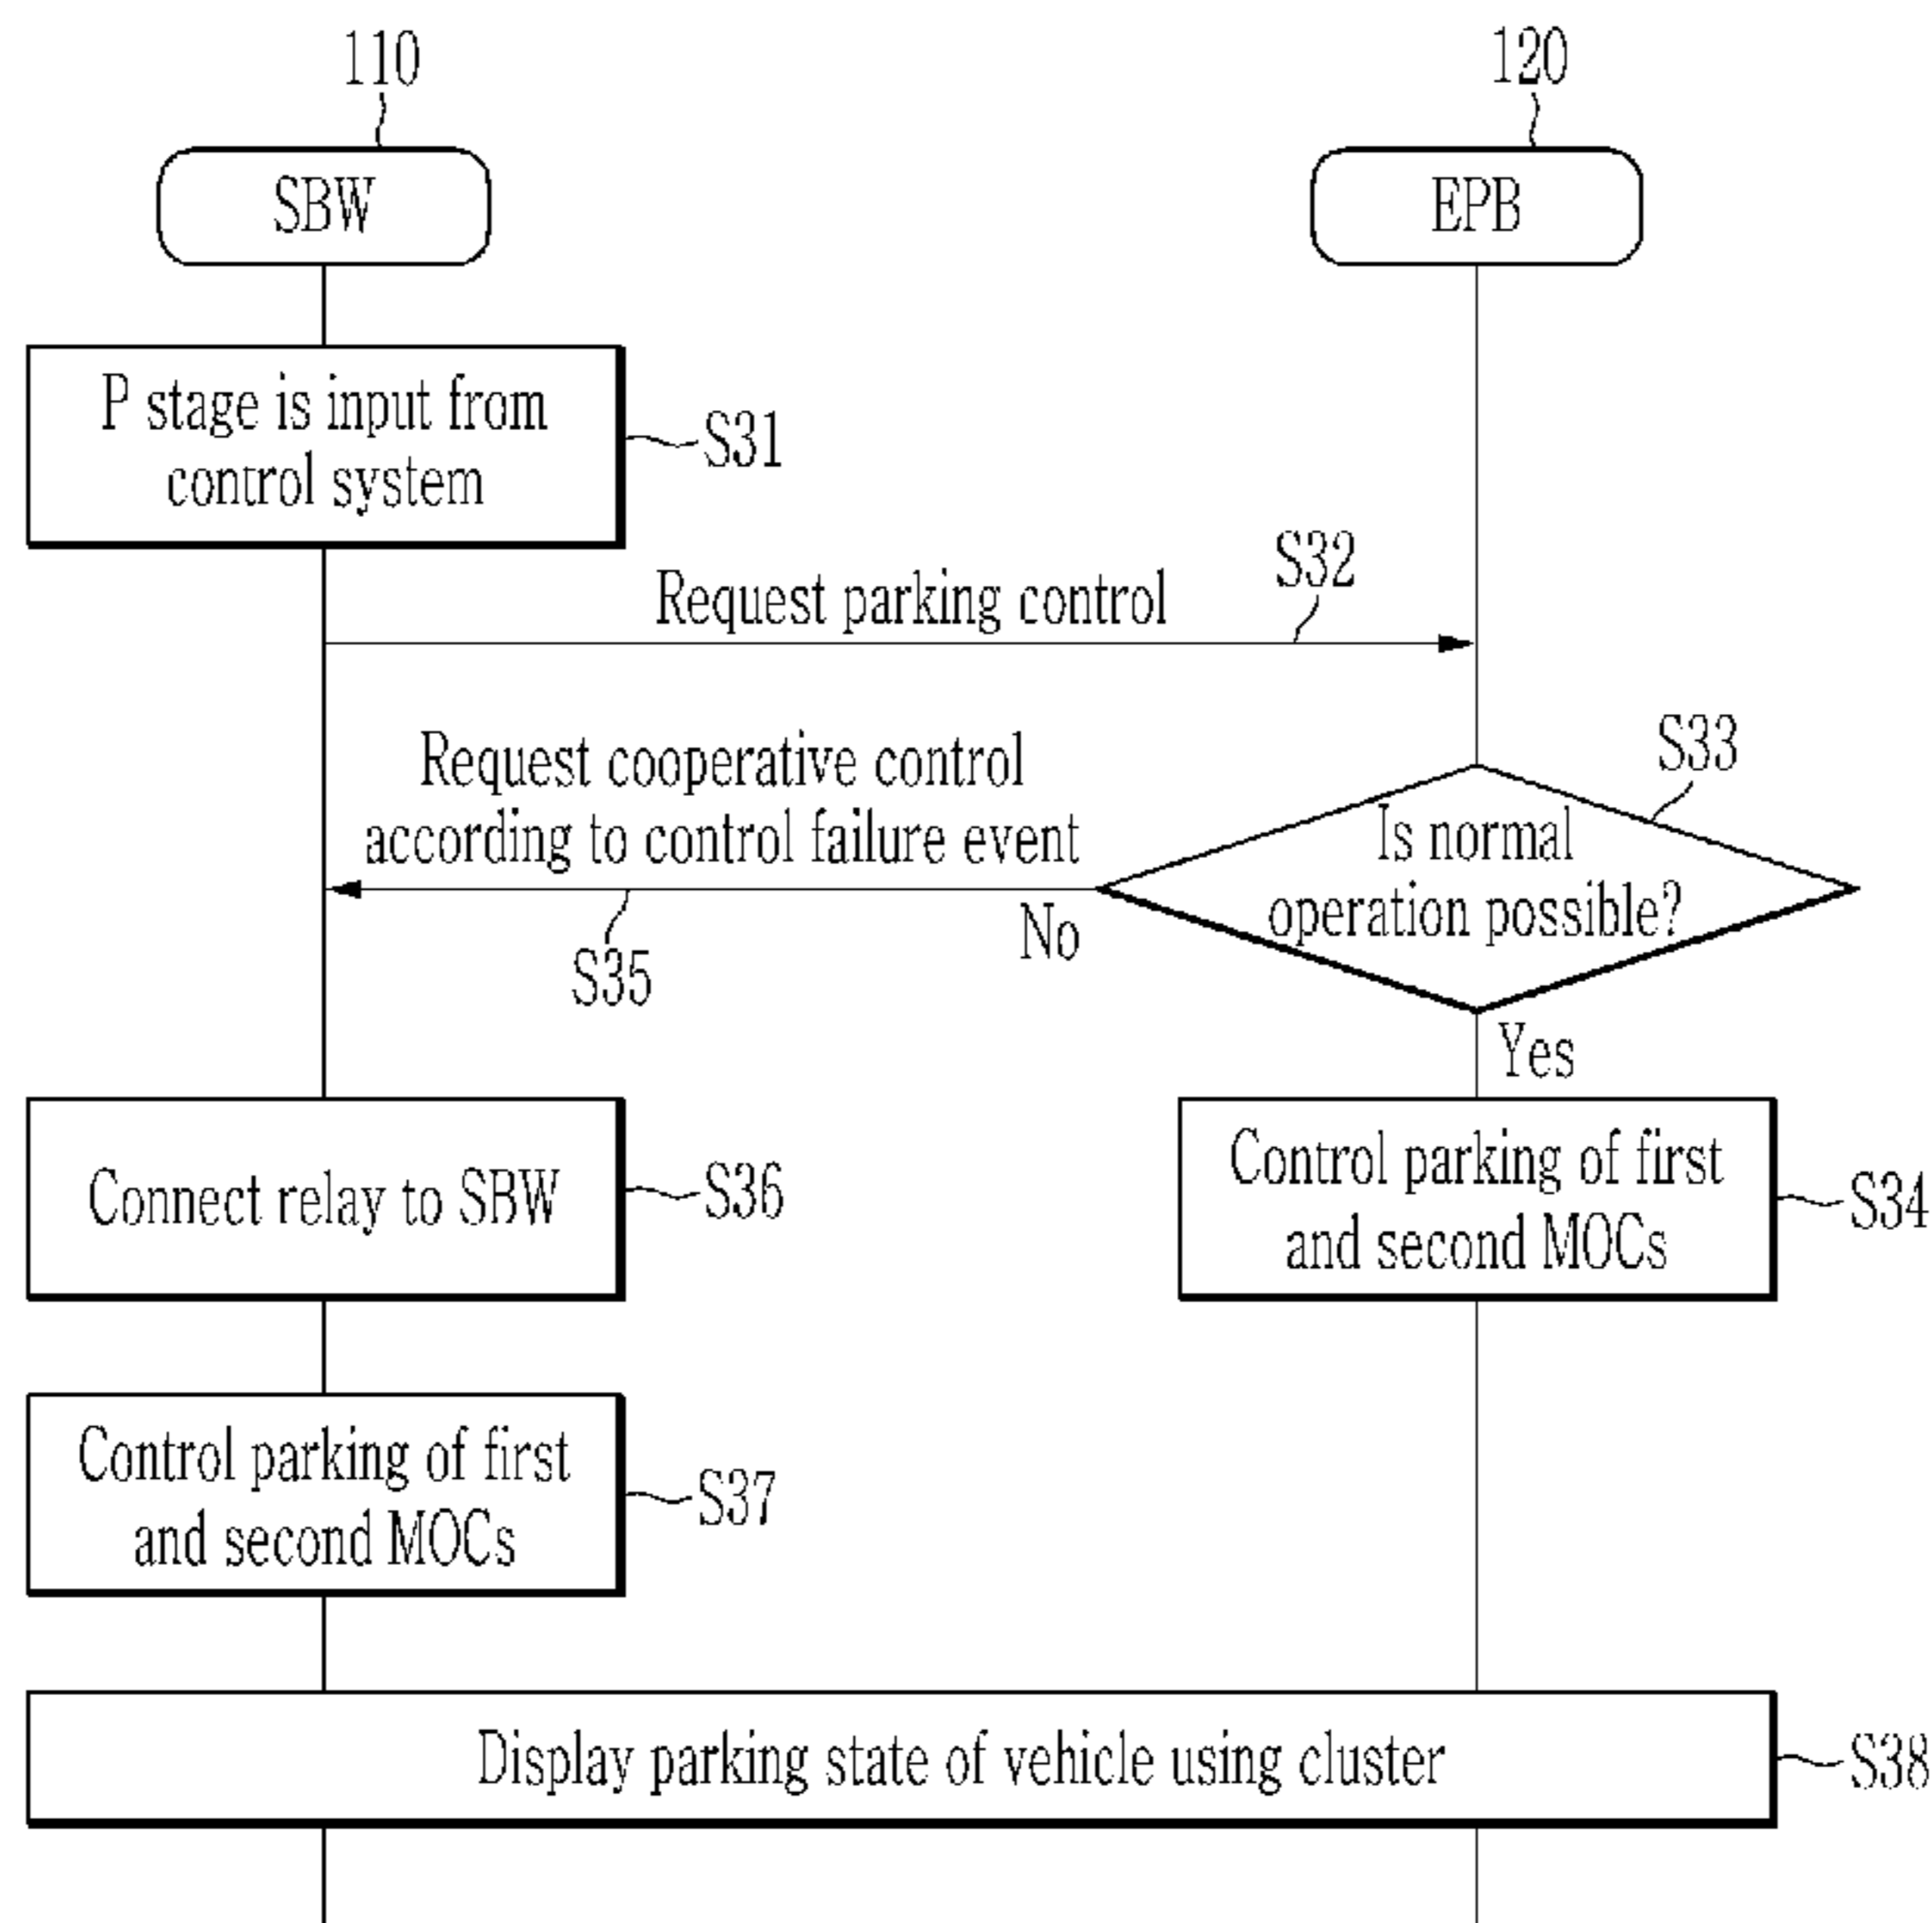 110
120
SBW
EPB
P stage is input from
control system
S31
S32
Request parking control
S33
Request cooperative control
according to control failure event
Is normal
operation possible?
No
S35
Yes
Connect relay to SBW
S36
Control parking of first
and second MOCs
S34
Control parking of first
and second MOCs
S37
Display parking state of vehicle using cluster
S38